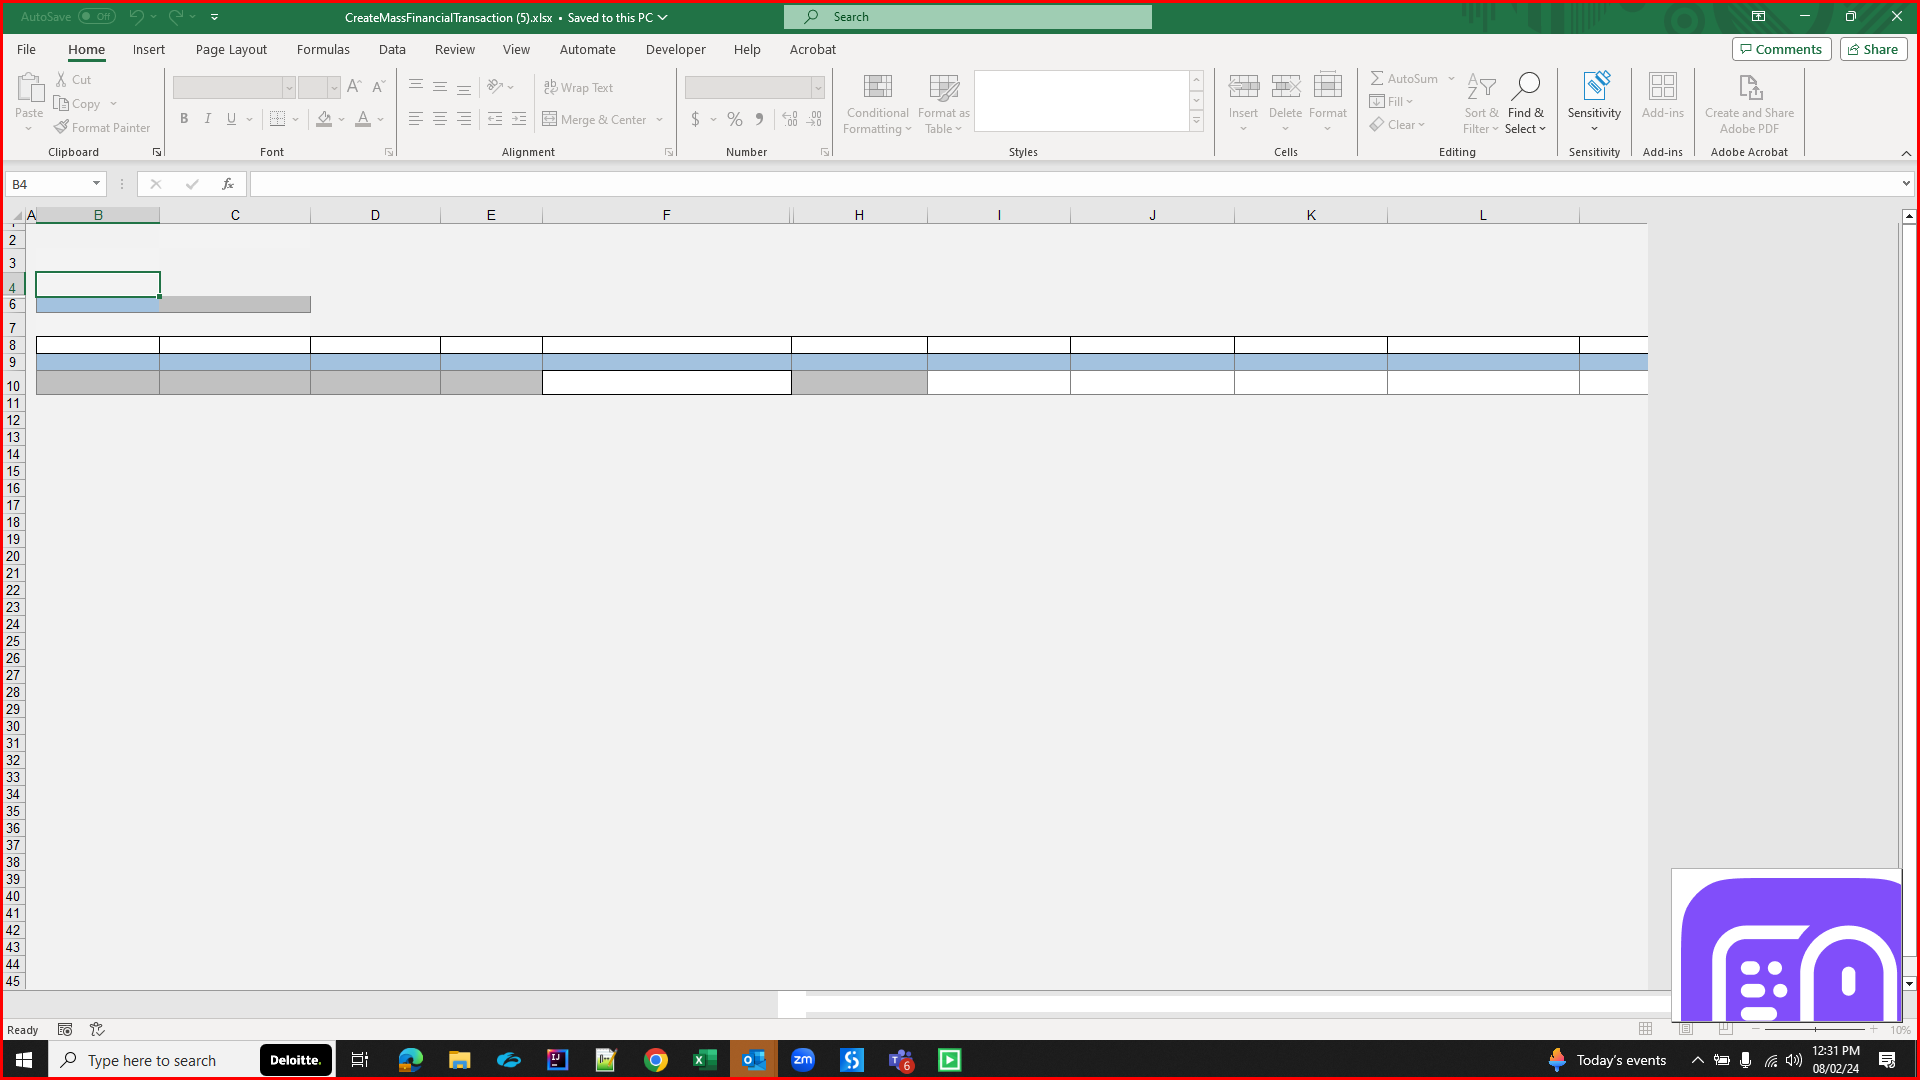 AutoSave Off CreateMassFinancialTransaction (5).xlsx • Saved to this PC Search
File Home Insert Page Layout Formulas Data Review View Automate Developer Help Acrobat Comments Share
Cut
Copy
Format Painter
Paste
Clipboard
B I U
Font
Wrap Text
Merge & Center
Alignment
$ % 9
Number
Conditional Formatting
Format as Table
Styles
Insert Delete Format
Cells
AutoSum
Fill
Clear
Sort & Filter
Find & Select
Editing
Sensitivity
Sensitivity
Add-ins
Add-ins
Create and Share Adobe PDF
Adobe Acrobat
B4 fx
A B C D E F H I J K L
2
3
4
6
7
8
9
10
11
12
13
14
15
16
17
18
19
20
21
22
23
24
25
26
27
28
29
30
31
32
33
34
35
36
37
38
39
40
41
42
43
44
45
Ready 10%
Type here to search Deloitte. zm 6 Today's events 12:31 PM
08/02/24